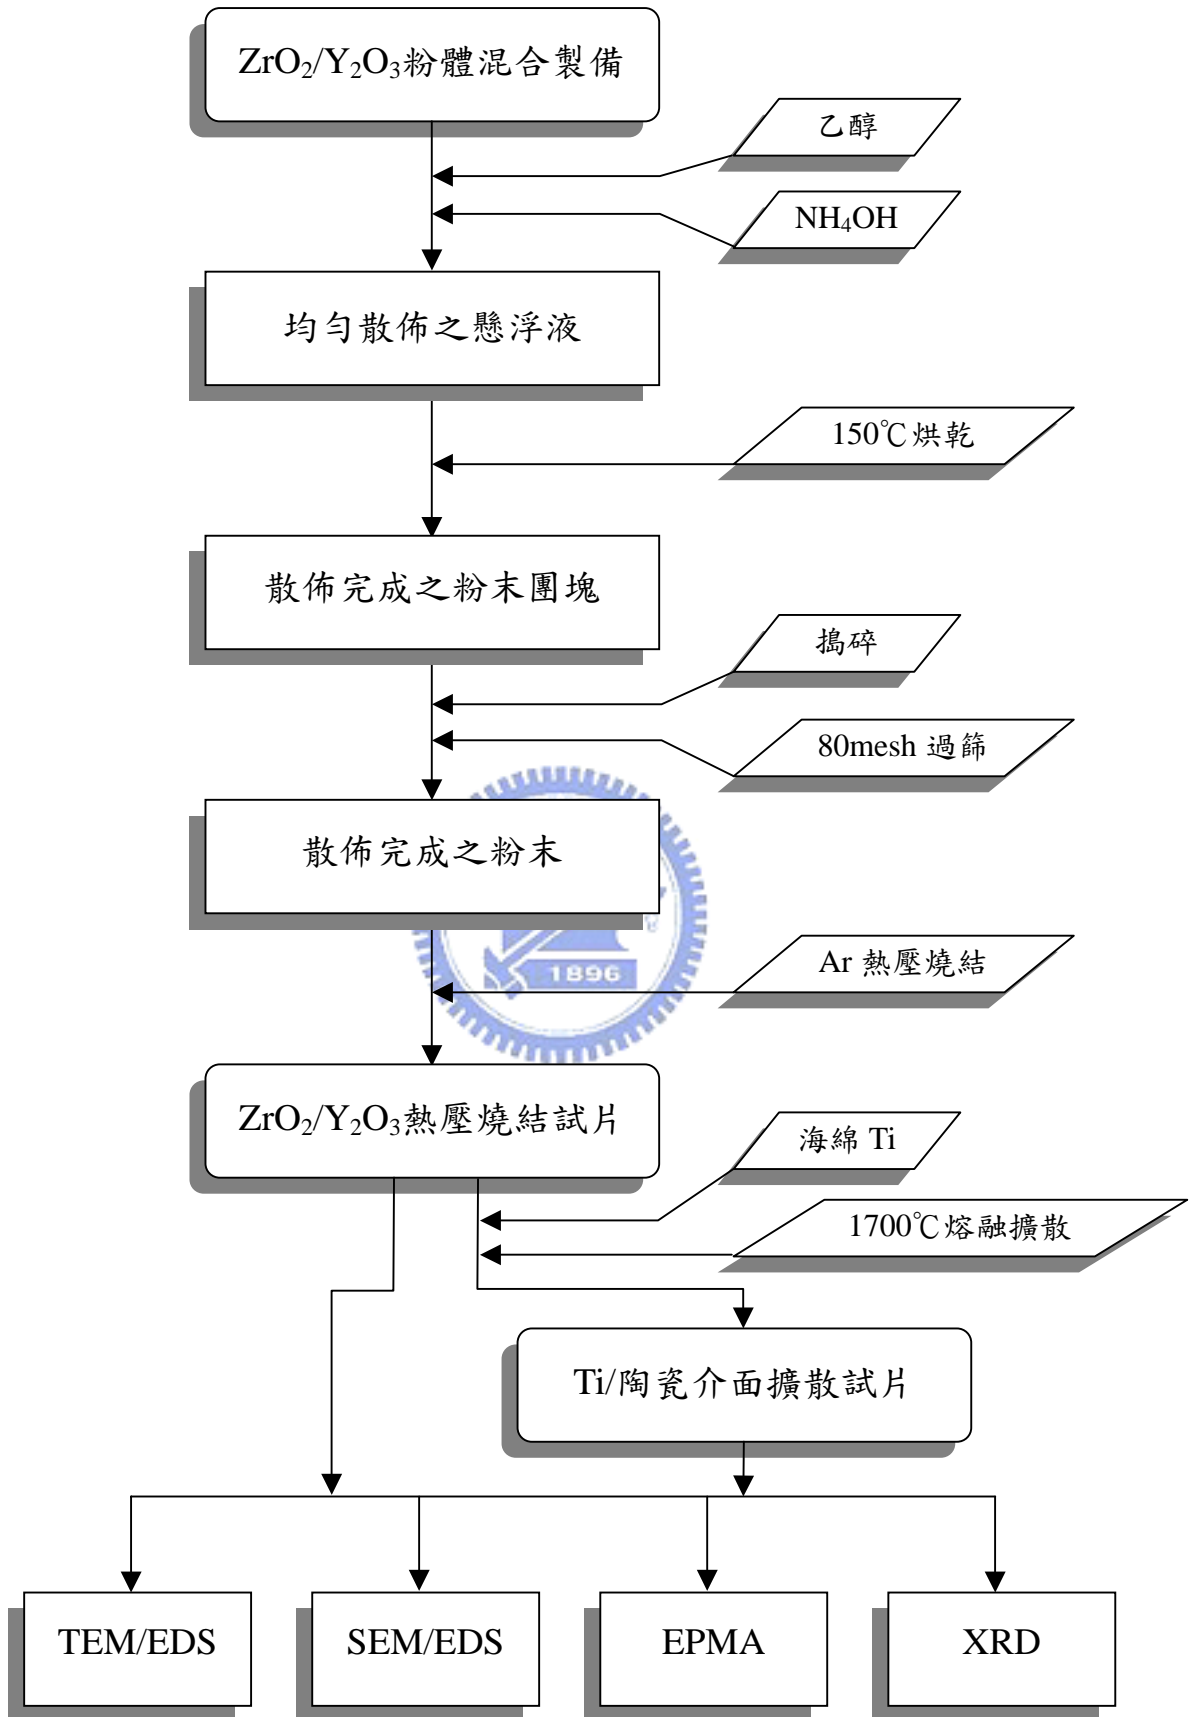 ZrO₂/Y₂O₃粉體混合製備
乙醇
NH₄OH
均勻散佈之懸浮液
150℃烘乾
散佈完成之粉末團塊
搗碎
80mesh 過篩
散佈完成之粉末
Ar 熱壓燒結
1896
ZrO₂/Y₂O₃熱壓燒結試片
海綿 Ti
1700℃熔融擴散
Ti/陶瓷介面擴散試片
TEM/EDS
SEM/EDS
EPMA
XRD